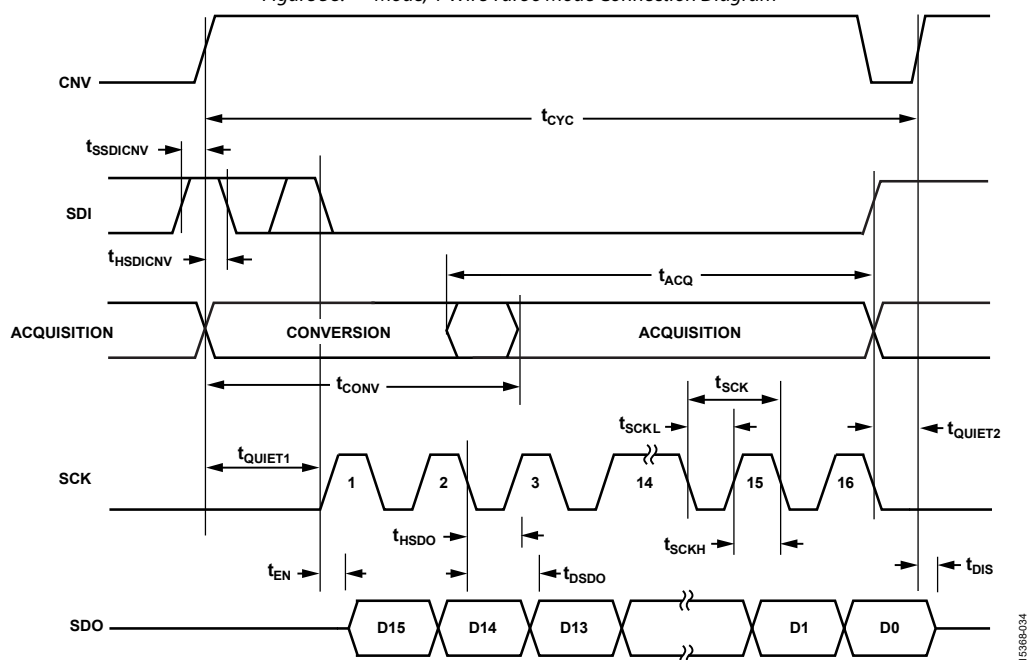 Mode, 4-Wire Turbo Mode Connection Diagram
CNV
tCYC
tSSDICNV
SDI
tHSDICNV
tACQ
ACQUISITION
CONVERSION
ACQUISITION
tCONV
tSCK
tSCKL
tQUIET2
tQUIET1
SCK
1
2
3
14
15
16
tHSDO
tSCKH
tEN
tDSDO
tDIS
SDO
D15
D14
D13
D1
D0
15368-034